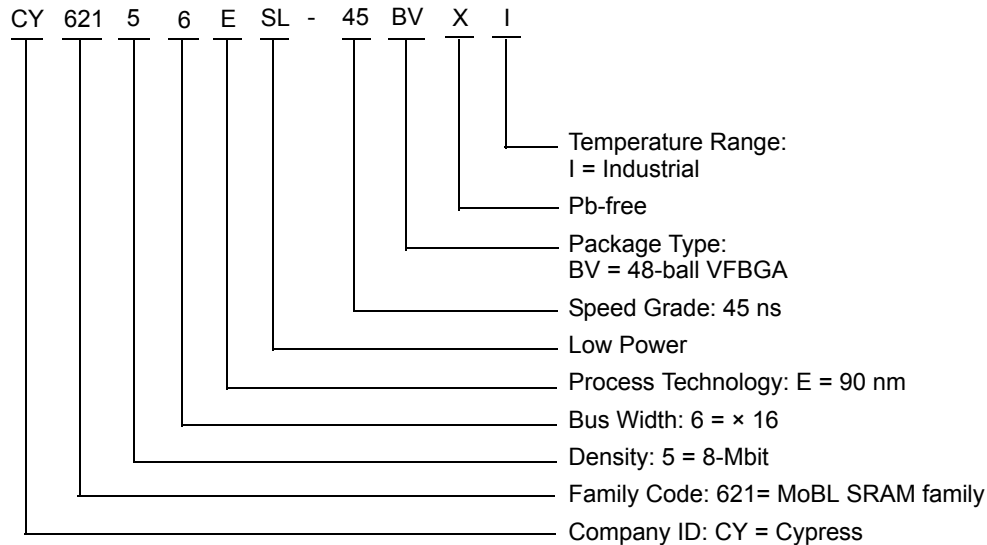 CY 621 5 6 E SL - 45 BV X I
Temperature Range:
I = Industrial
Pb-free
Package Type:
BV = 48-ball VFBGA
Speed Grade: 45 ns
Low Power
Process Technology: E = 90 nm
Bus Width: 6 = × 16
Density: 5 = 8-Mbit
Family Code: 621= MoBL SRAM family
Company ID: CY = Cypress